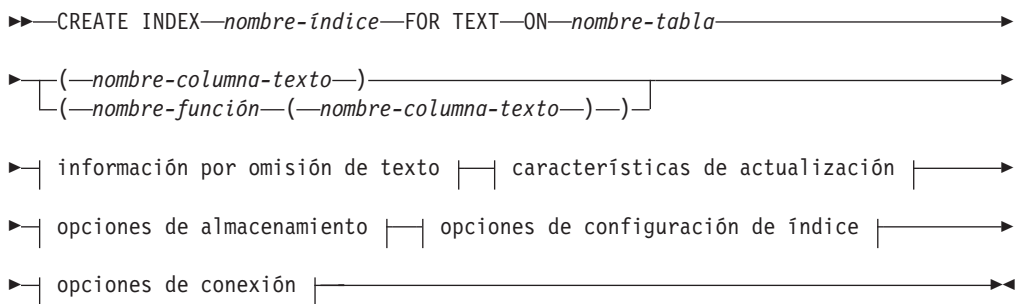 CREATE INDEX nombre-índice FOR TEXT ON nombre-tabla
( nombre-columna-texto )
( nombre-función ( nombre-columna-texto ) )
información por omisión de texto características de actualización
opciones de almacenamiento opciones de configuración de índice
opciones de conexión